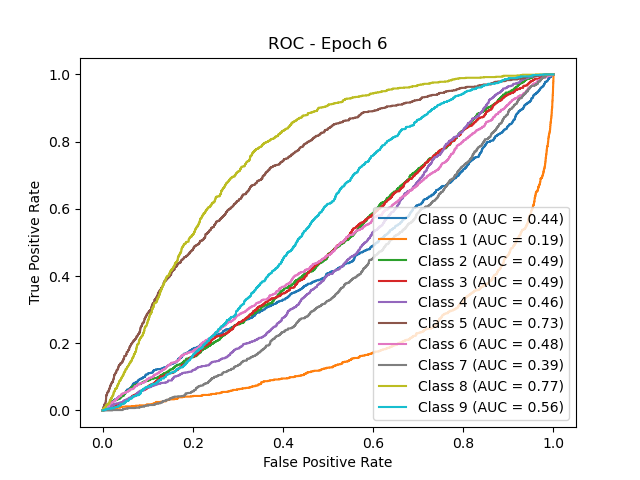 ROC - Epoch 6
True Positive Rate
1.0
0.8
0.6
0.4
0.2
0.0
Class 0 (AUC = 0.44)
Class 1 (AUC = 0.19)
Class 2 (AUC = 0.49)
Class 3 (AUC = 0.49)
Class 4 (AUC = 0.46)
Class 5 (AUC = 0.73)
Class 6 (AUC = 0.48)
Class 7 (AUC = 0.39)
Class 8 (AUC = 0.77)
Class 9 (AUC = 0.56)
0.0 0.2 0.4 0.6 0.8 1.0
False Positive Rate